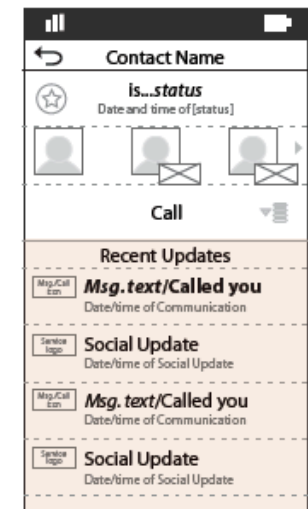 Contact Name
is...status
Date and time of [status]
Call
Recent Updates
Msg./Call Icon
Msg. text/Called you
Date/time of Communication
Service logo
Social Update
Date/time of Social Update
Msg./Call Icon
Msg. text/Called you
Date/time of Communication
Service logo
Social Update
Date/time of Social Update